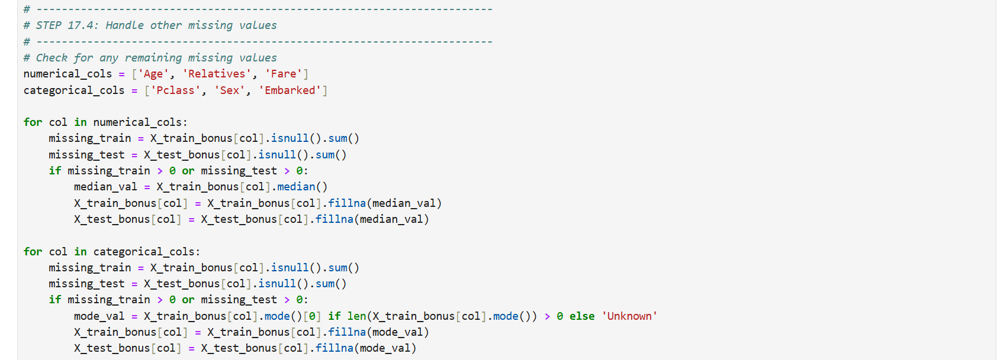 # ------------------------------------------------------------------------
# STEP 17.4: Handle other missing values
# ------------------------------------------------------------------------
# Check for any remaining missing values
numerical_cols = ['Age', 'Relatives', 'Fare']
categorical_cols = ['Pclass', 'Sex', 'Embarked']

for col in numerical_cols:
    missing_train = X_train_bonus[col].isnull().sum()
    missing_test = X_test_bonus[col].isnull().sum()
    if missing_train > 0 or missing_test > 0:
        median_val = X_train_bonus[col].median()
        X_train_bonus[col] = X_train_bonus[col].fillna(median_val)
        X_test_bonus[col] = X_test_bonus[col].fillna(median_val)

for col in categorical_cols:
    missing_train = X_train_bonus[col].isnull().sum()
    missing_test = X_test_bonus[col].isnull().sum()
    if missing_train > 0 or missing_test > 0:
        mode_val = X_train_bonus[col].mode()[0] if len(X_train_bonus[col].mode()) > 0 else 'Unknown'
        X_train_bonus[col] = X_train_bonus[col].fillna(mode_val)
        X_test_bonus[col] = X_test_bonus[col].fillna(mode_val)